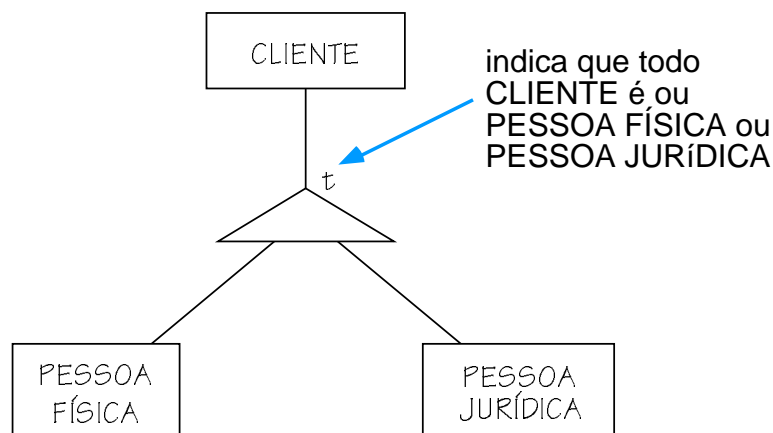 CLIENTE
indica que todo
CLIENTE é ou
PESSOA FÍSICA ou
PESSOA JURíDICA
t
PESSOA
FÍSICA
PESSOA
JURÍDICA